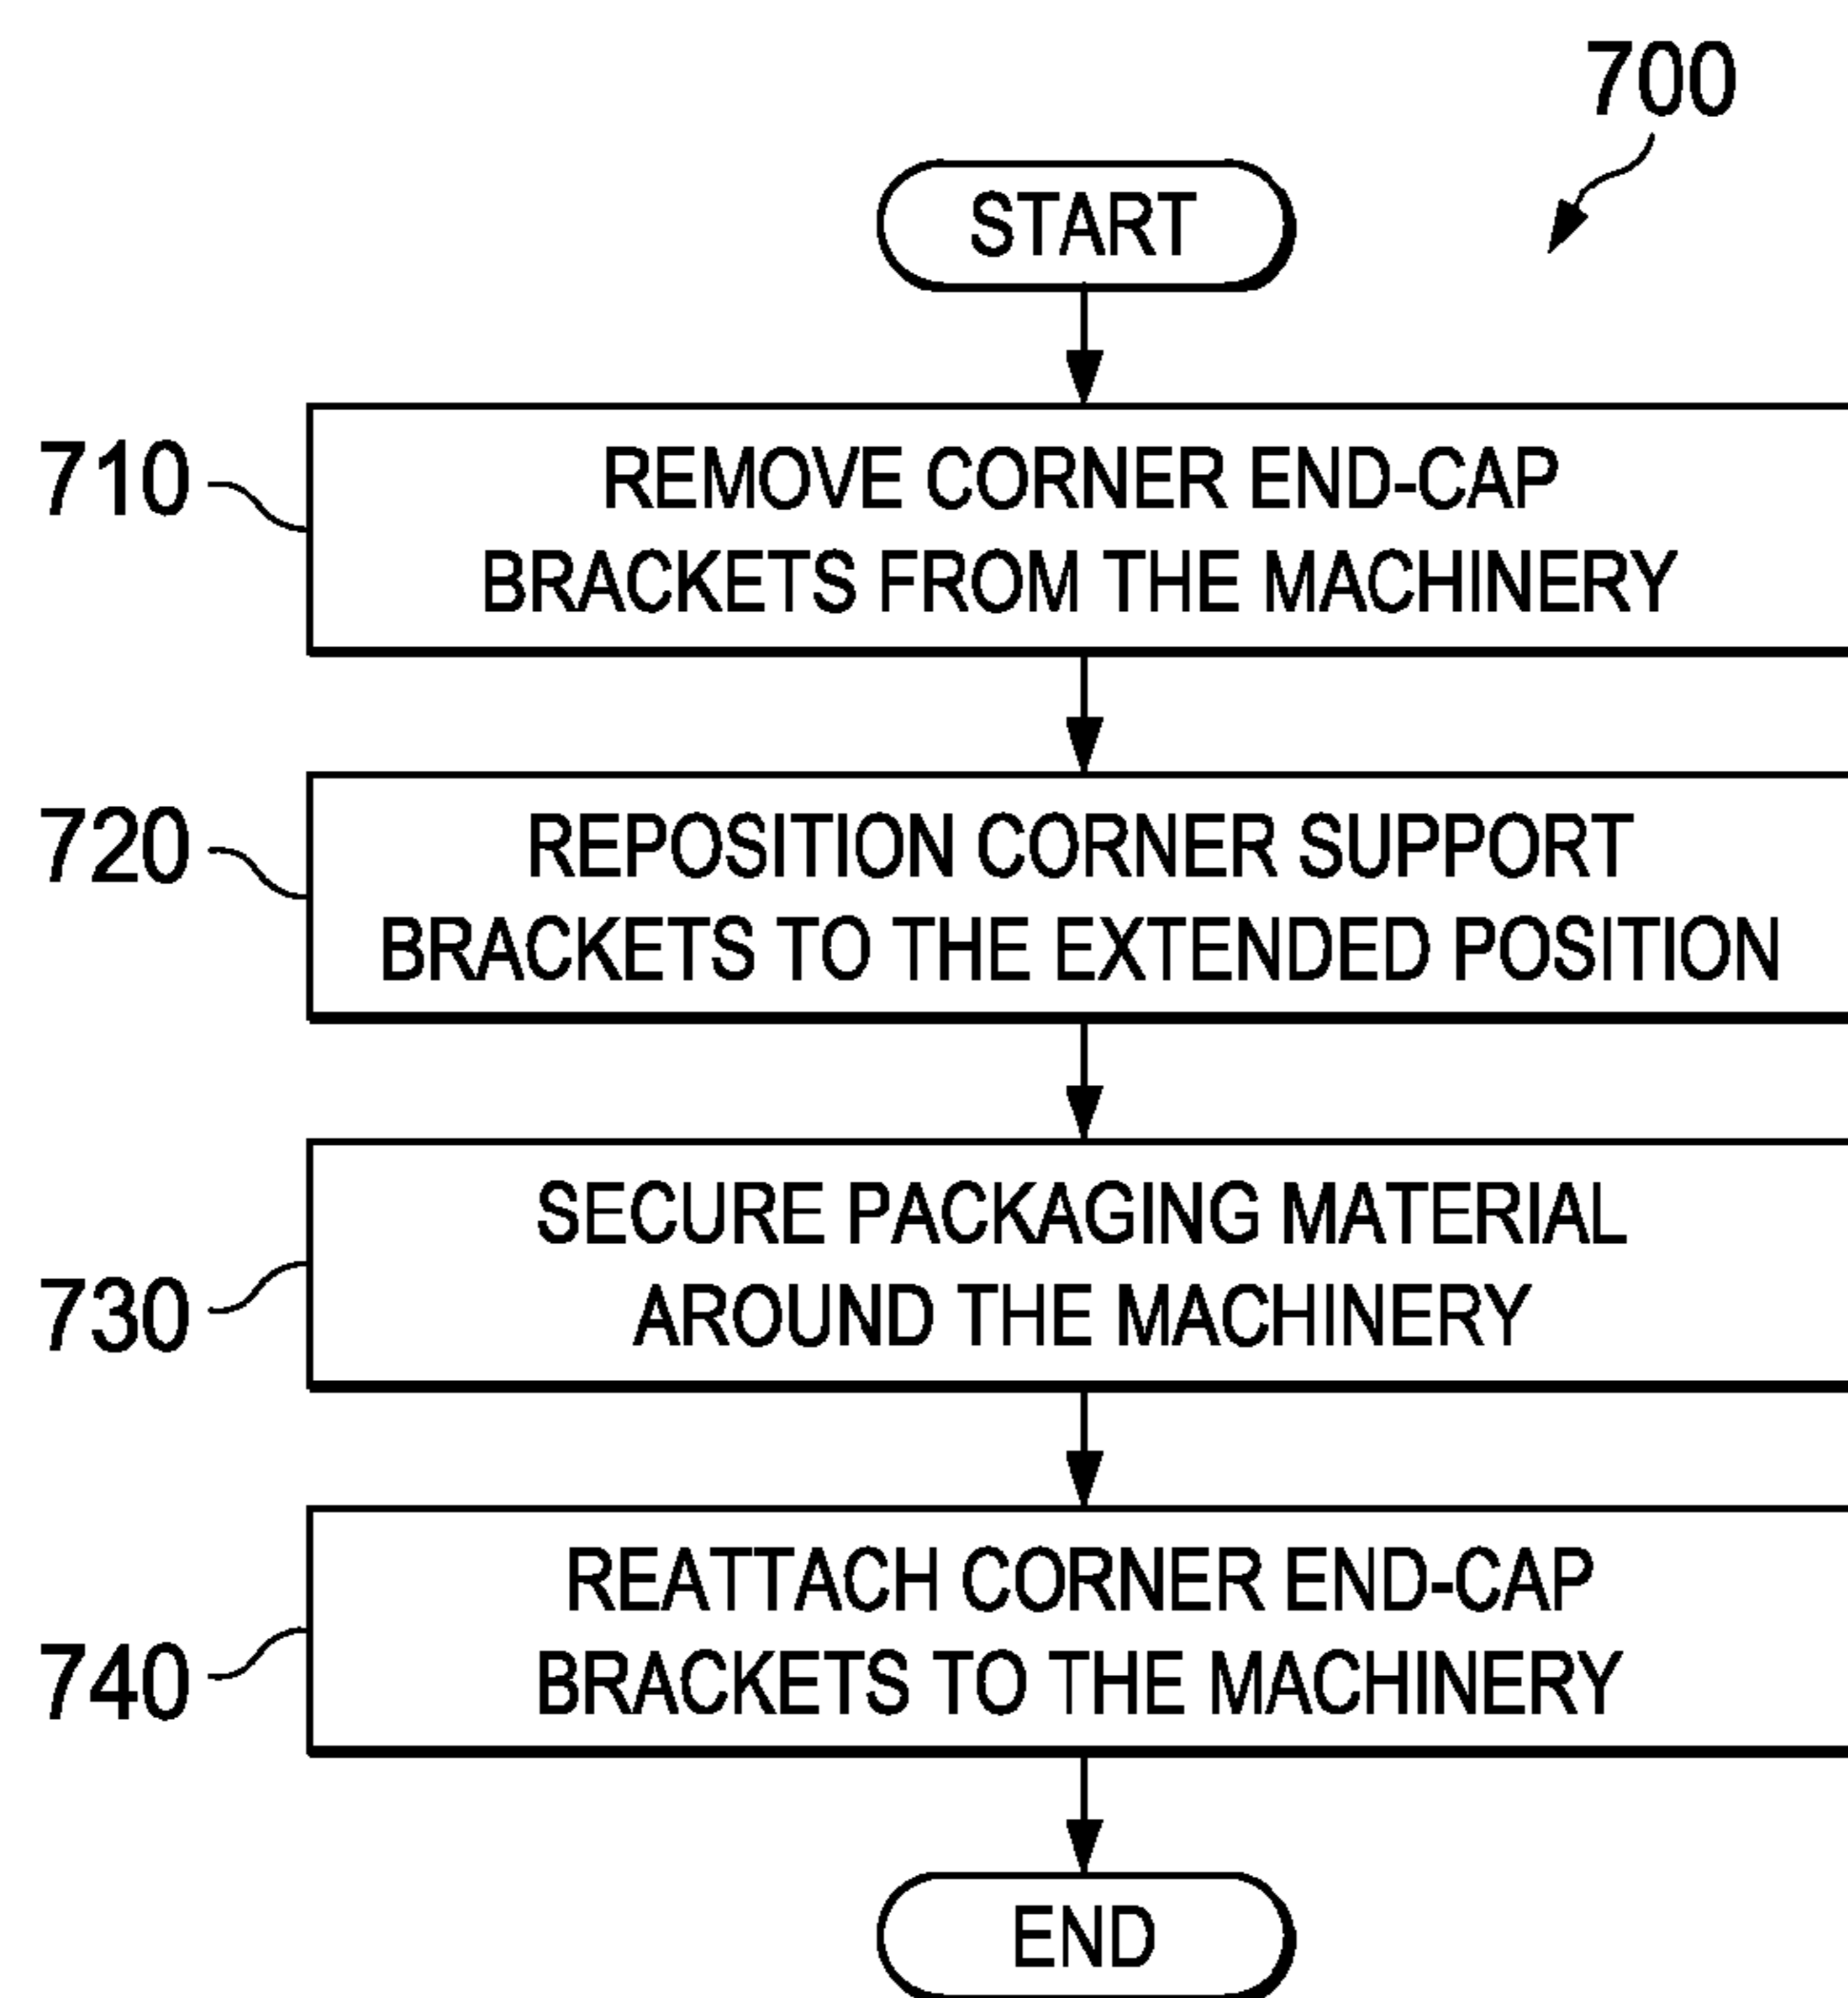 700
START
710
REMOVE CORNER END-CAP
BRACKETS FROM THE MACHINERY
720
REPOSITION CORNER SUPPORT
BRACKETS TO THE EXTENDED POSITION
730
SECURE PACKAGING MATERIAL
AROUND THE MACHINERY
740
REATTACH CORNER END-CAP
BRACKETS TO THE MACHINERY
END